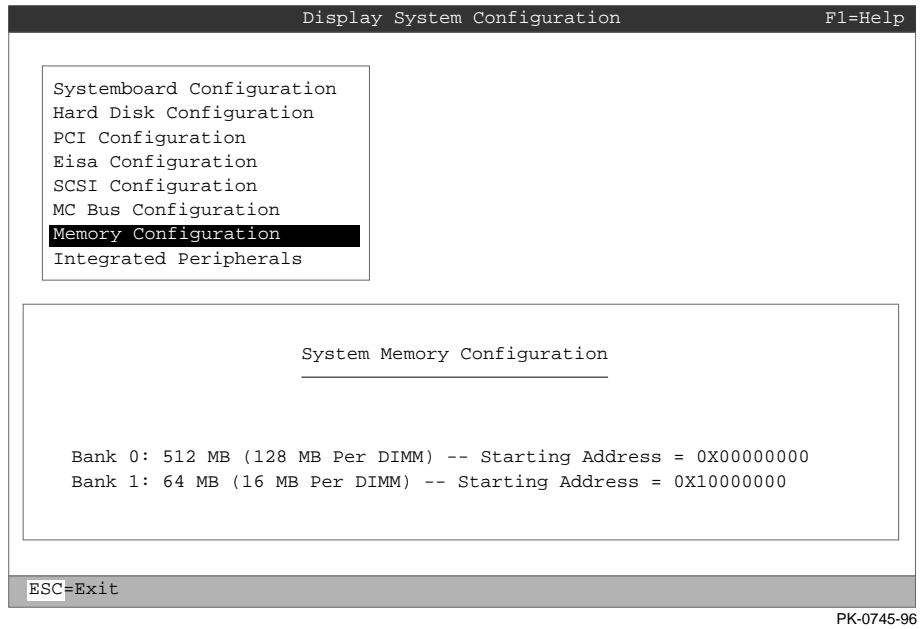 Display System Configuration F1=Help
Systemboard Configuration
Hard Disk Configuration
PCI Configuration
Eisa Configuration
SCSI Configuration
MC Bus Configuration
Memory Configuration
Integrated Peripherals
System Memory Configuration
Bank 0: 512 MB (128 MB Per DIMM) -- Starting Address = 0X00000000
Bank 1: 64 MB (16 MB Per DIMM) -- Starting Address = 0X10000000
ESC=Exit
PK-0745-96